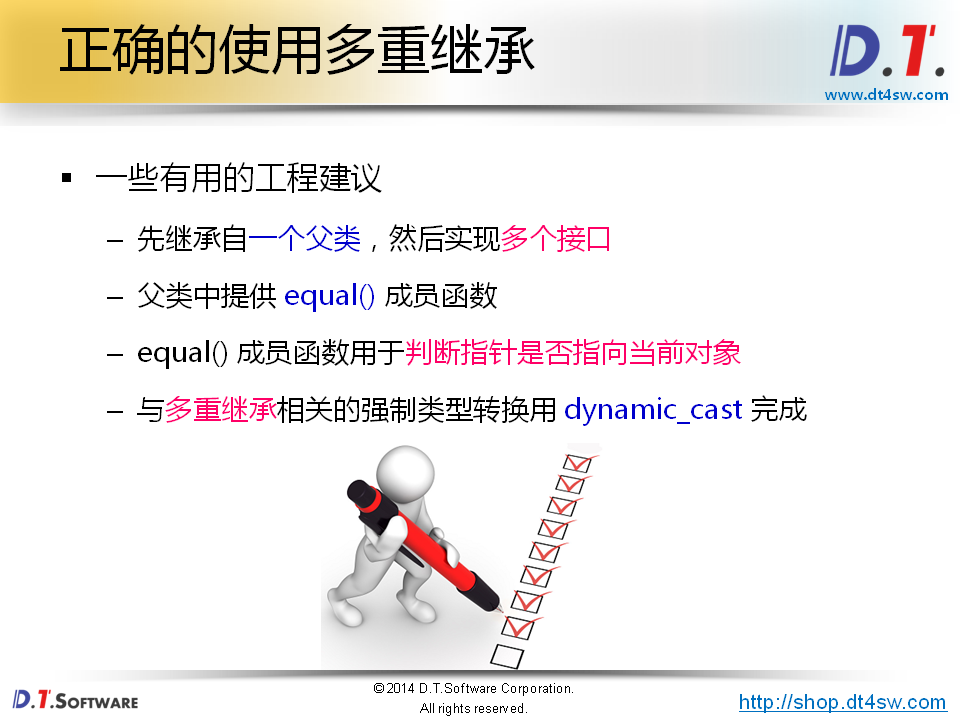 正确的使用多重继承
D.T.
www.dt4sw.com
▪ 一些有用的工程建议
– 先继承自一个父类，然后实现多个接口
– 父类中提供 equal() 成员函数
– equal() 成员函数用于判断指针是否指向当前对象
– 与多重继承相关的强制类型转换用 dynamic_cast 完成
D.T.SOFTWARE
©2014 D.T.Software Corporation.
All rights reserved.
http://shop.dt4sw.com